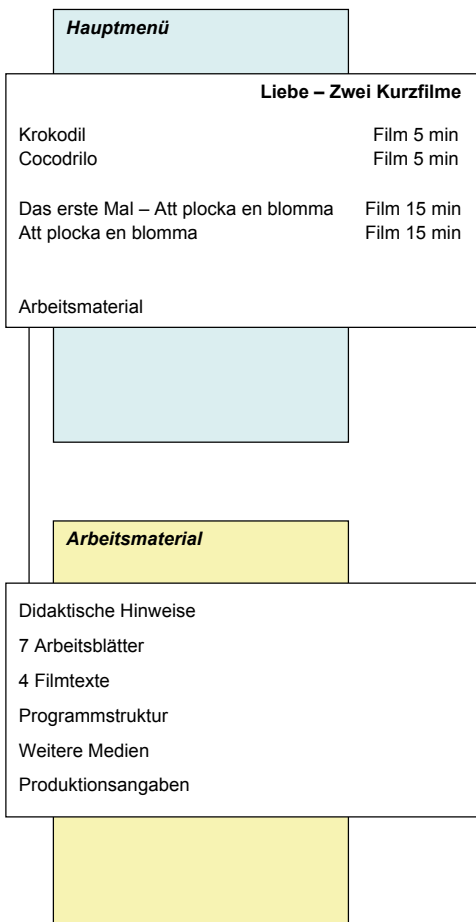 Hauptmenü
Liebe – Zwei Kurzfilme
Krokodil Film 5 min
Cocodrilo Film 5 min
Das erste Mal – Att plocka en blomma Film 15 min
Att plocka en blomma Film 15 min
Arbeitsmaterial
Arbeitsmaterial
Didaktische Hinweise
7 Arbeitsblätter
4 Filmtexte
Programmstruktur
Weitere Medien
Produktionsangaben